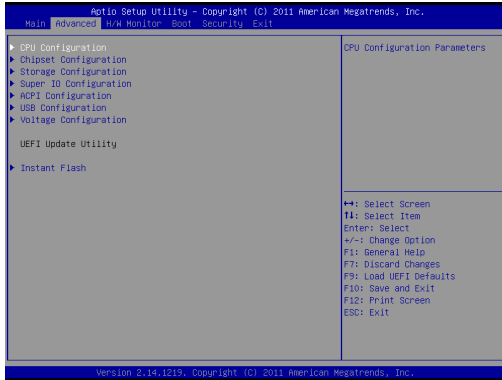 Aptio Setup Utility - Copyright (C) 2011 American Megatrends, Inc.
Main Advanced H/W Monitor Boot Security Exit
CPU Configuration
Chipset Configuration
Storage Configuration
Super IO Configuration
ACPI Configuration
USB Configuration
Voltage Configuration
UEFI Update Utility
Instant Flash
CPU Configuration Parameters
↔: Select Screen
↑↓: Select Item
Enter: Select
+/-: Change Option
F1: General Help
F7: Discard Changes
F9: Load UEFI Defaults
F10: Save and Exit
F12: Print Screen
ESC: Exit
Version 2.14.1219. Copyright (C) 2011 American Megatrends, Inc.